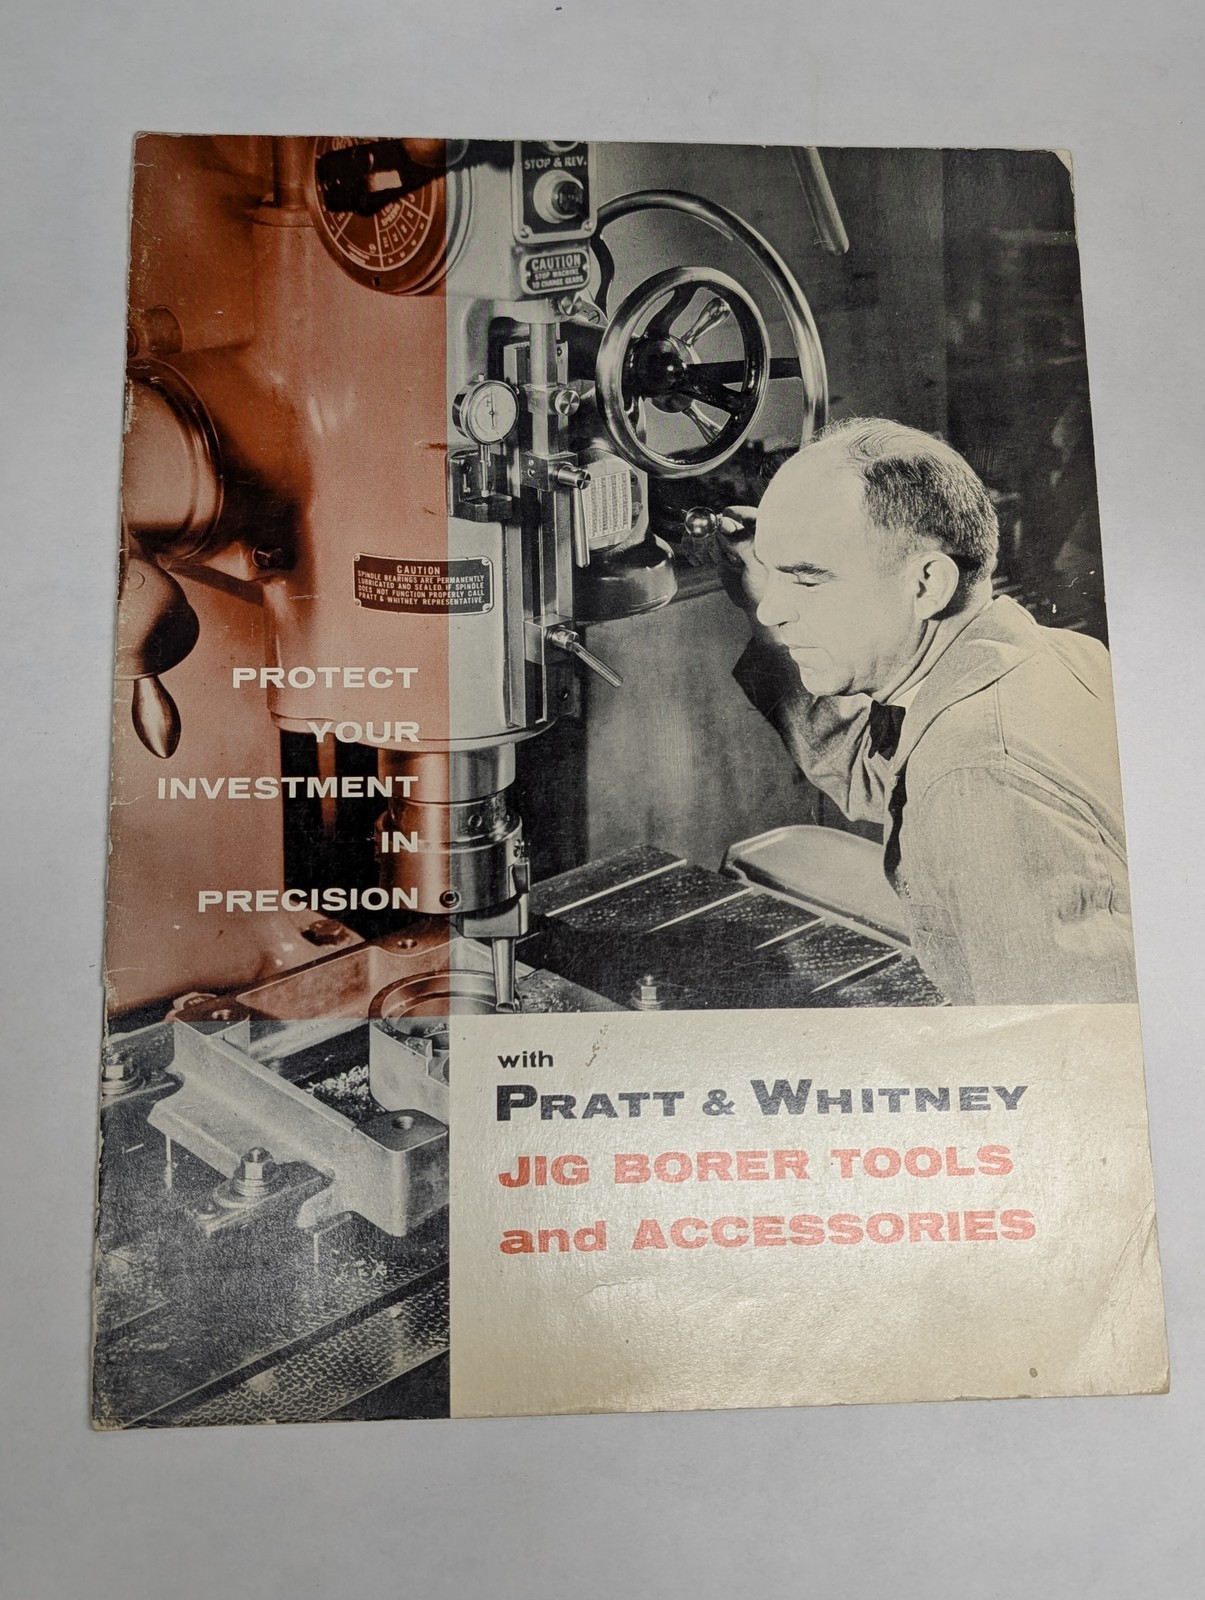 STOP & REV.
CAUTION
STOP MACHINE
TO CHANGE GEARS
CAUTION
SPINDLE BEARINGS ARE PERMANENTLY
LUBRICATED AND SEALED. IF SPINDLE
DOES NOT FUNCTION PROPERLY CALL
PRATT & WHITNEY REPRESENTATIVE.
PROTECT
YOUR
INVESTMENT
IN
PRECISION
with
PRATT & WHITNEY
JIG BORER TOOLS
and ACCESSORIES